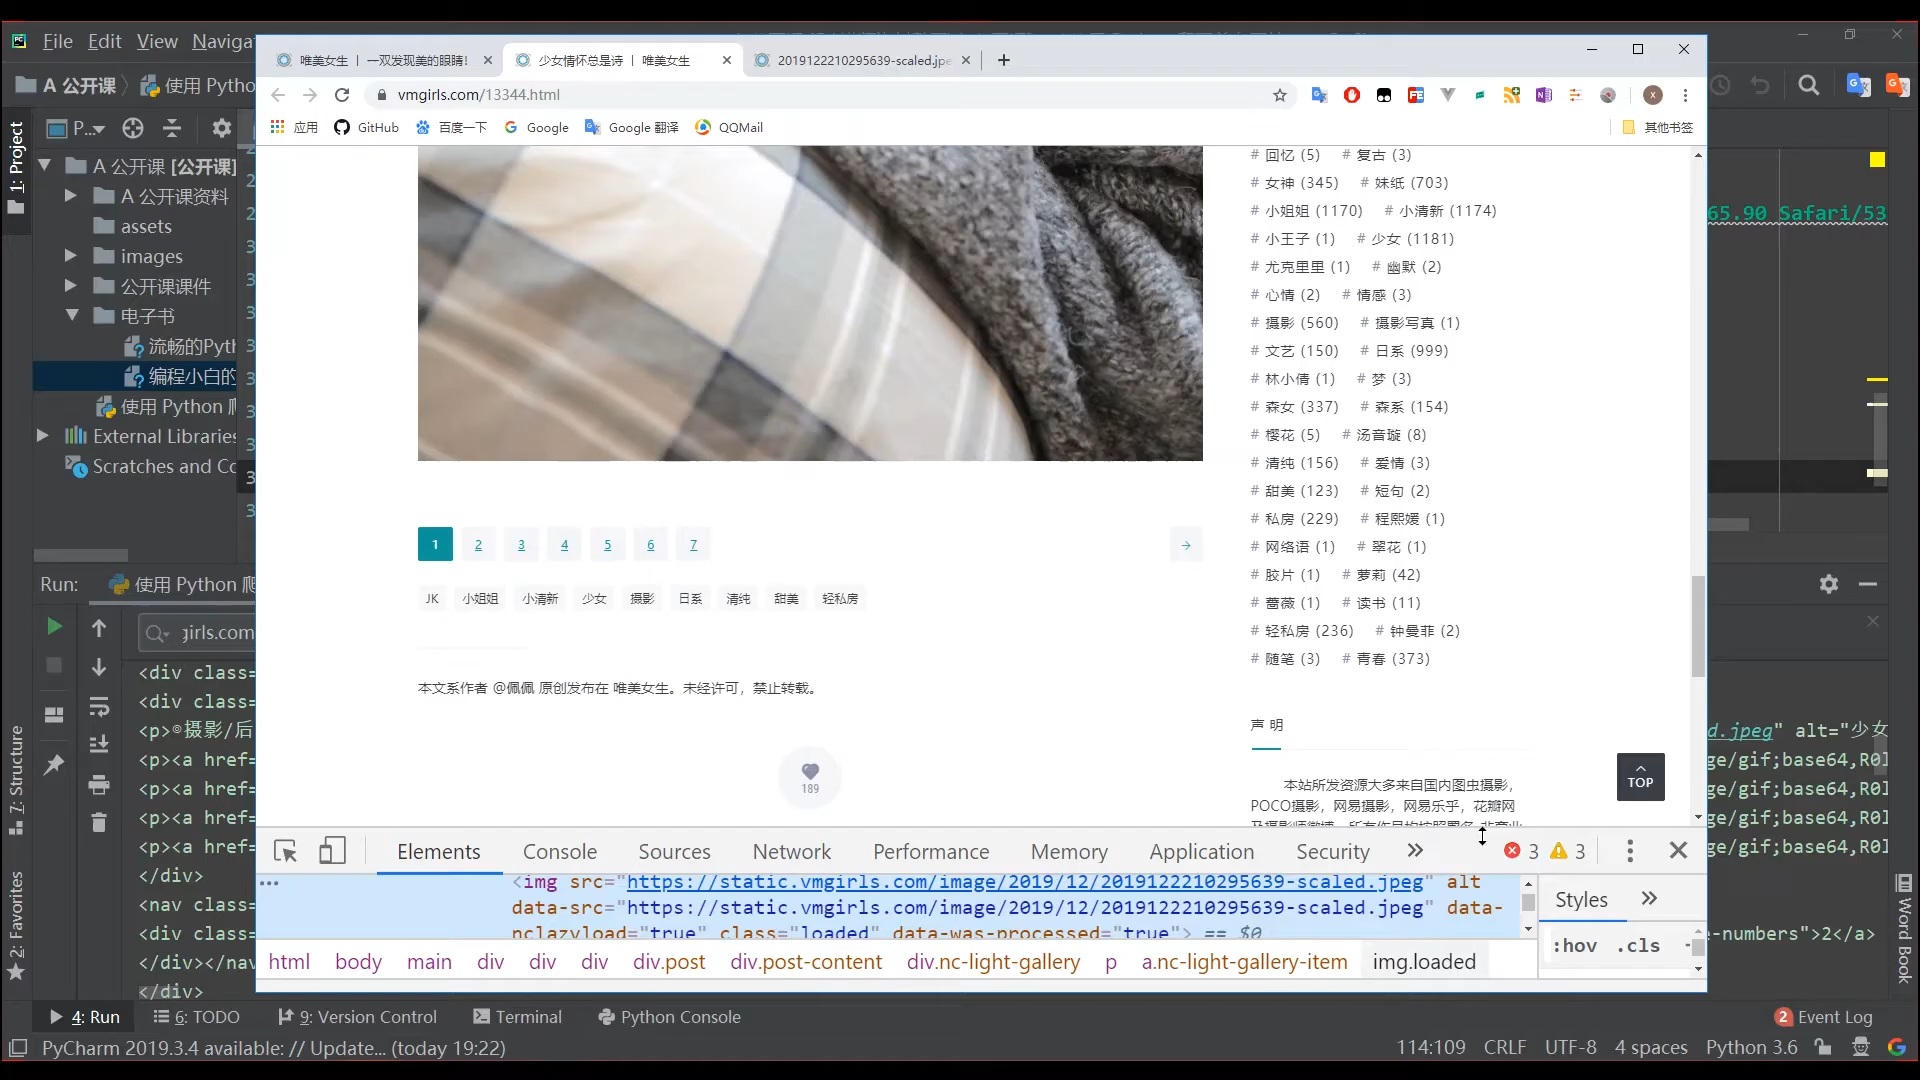 File Edit View Naviga
唯美女生 | 一双发现美的眼睛!
少女情怀总是诗 | 唯美女生
2019122210295639-scaled.jpe
A 公开课
使用 Pytho
vmgirls.com/13344.html
应用 GitHub 百度一下 Google Google 翻译 QQMail 其他书签
1: Project
P...
A 公开课 [公开课]
A 公开课资料
assets
images
公开课课件
电子书
流畅的Pyth
编程小白的
使用 Python 爬
External Libraries
Scratches and Co
65.90 Safari/53
# 回忆 (5) # 复古 (3)
# 女神 (345) # 妹纸 (703)
# 小姐姐 (1170) # 小清新 (1174)
# 小王子 (1) # 少女 (1181)
# 尤克里里 (1) # 幽默 (2)
# 心情 (2) # 情感 (3)
# 摄影 (560) # 摄影写真 (1)
# 文艺 (150) # 日系 (999)
# 林小倩 (1) # 梦 (3)
# 森女 (337) # 森系 (154)
# 樱花 (5) # 汤音璇 (8)
# 清纯 (156) # 爱情 (3)
# 甜美 (123) # 短句 (2)
# 私房 (229) # 程熙媛 (1)
# 网络语 (1) # 翠花 (1)
# 胶片 (1) # 萝莉 (42)
# 蔷薇 (1) # 读书 (11)
# 轻私房 (236) # 钟曼菲 (2)
# 随笔 (3) # 青春 (373)
1 2 3 4 5 6 7 →
JK 小姐姐 小清新 少女 摄影 日系 清纯 甜美 轻私房
本文系作者 @佩佩 原创发布在 唯美女生。未经许可，禁止转载。
189
声 明
本站所发资源大多来自国内图虫摄影，
POCO摄影，网易摄影，网易乐乎，花瓣网
TOP
Run: 使用 Python 爬
girls.com
<div class=
<div class=
<p>©摄影/后
<p><a href=
<p><a href=
<p><a href=
<p><a href=
</div>
<nav class=
<div class=
</div></nav
</div>
d.jpeg" alt="少女
ge/gif;base64,R0l
ge/gif;base64,R0l
ge/gif;base64,R0l
ge/gif;base64,R0l
e-numbers">2</a>
Elements Console Sources Network Performance Memory Application Security » 3 3
<img src="https://static.vmgirls.com/image/2019/12/2019122210295639-scaled.jpeg" alt
data-src="https://static.vmgirls.com/image/2019/12/2019122210295639-scaled.jpeg" data-
nclazyload="true" class="loaded" data-was-processed="true"> == $0
Styles »
:hov .cls
html body main div div div div.post div.post-content div.nc-light-gallery p a.nc-light-gallery-item img.loaded
7: Structure
2: Favorites
Word Book
4: Run 6: TODO 9: Version Control Terminal Python Console 2 Event Log
PyCharm 2019.3.4 available: // Update... (today 19:22) 114:109 CRLF UTF-8 4 spaces Python 3.6